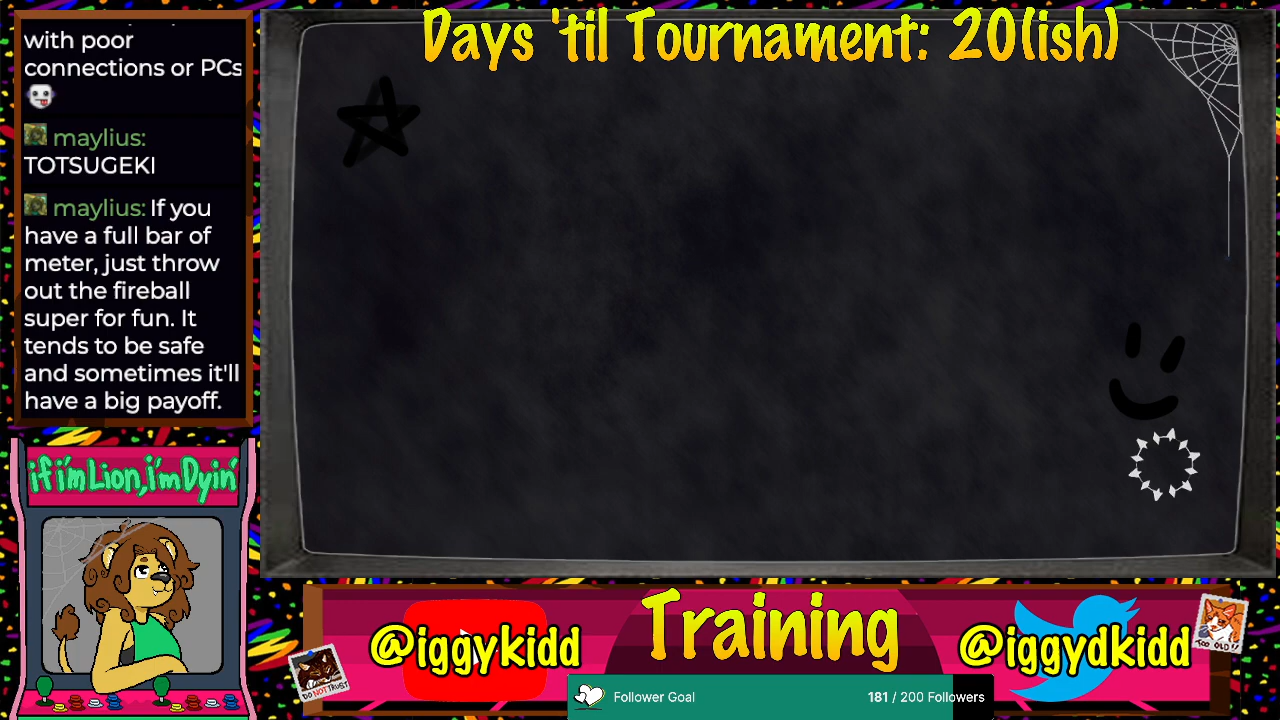 Days 'til Tournament: 20(ish)
with poor
connections or PCs
maylius:
TOTSUGEKI
maylius: If you
have a full bar of
meter, just throw
out the fireball
super for fun. It
tends to be safe
and sometimes it'll
have a big payoff.
if i'm Lion, i'm Dyin'
@iggykidd
Training
@iggydkidd
DO NOT TRUST
TOO OLD !!
Follower Goal
181 / 200 Followers